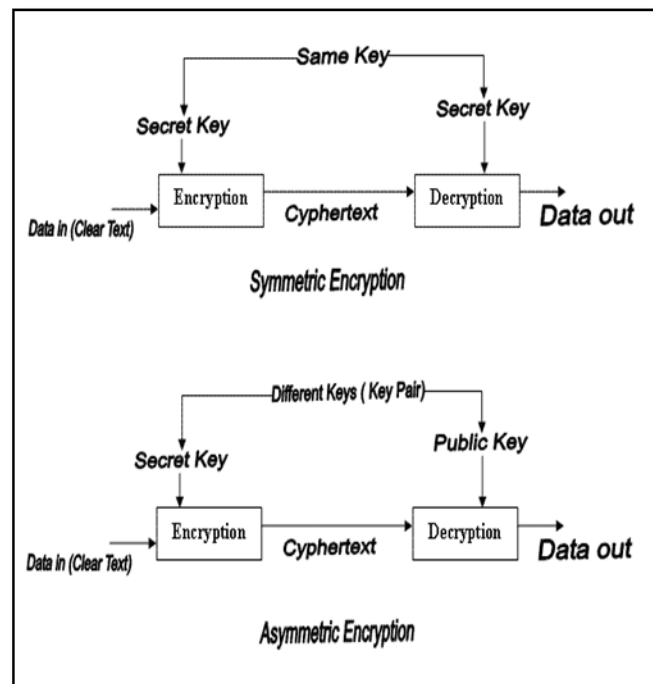 Same Key
Secret Key
Secret Key
Encryption
Decryption
Data in (Clear Text)
Cyphertext
Data out
Symmetric Encryption
Different Keys ( Key Pair)
Secret Key
Public Key
Encryption
Decryption
Data in (Clear Text)
Cyphertext
Data out
Asymmetric Encryption